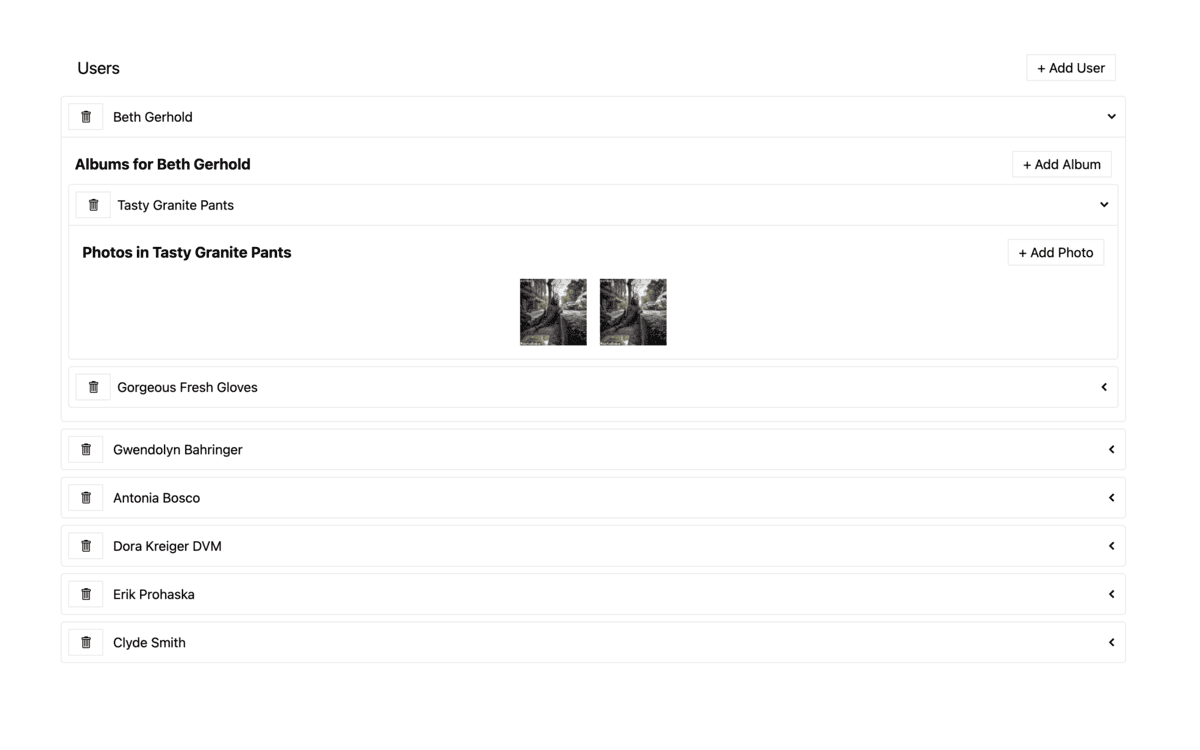 Users
+ Add User
Beth Gerhold
Albums for Beth Gerhold
+ Add Album
Tasty Granite Pants
Photos in Tasty Granite Pants
+ Add Photo
Gorgeous Fresh Gloves
Gwendolyn Bahringer
Antonia Bosco
Dora Kreiger DVM
Erik Prohaska
Clyde Smith